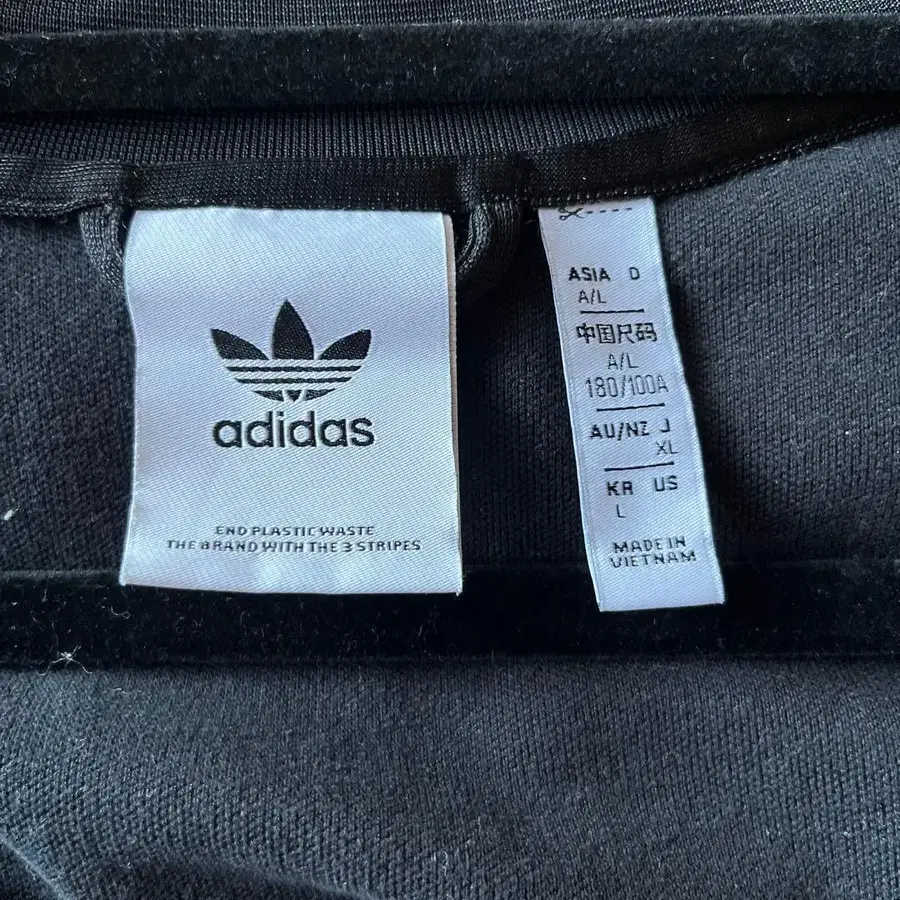 adidas
END PLASTIC WASTE
THE BRAND WITH THE 3 STRIPES
ASIA D
A/L
中国尺码
A/L
180/100A
AU/NZ J
XL
KR US
L
MADE IN
VIETNAM